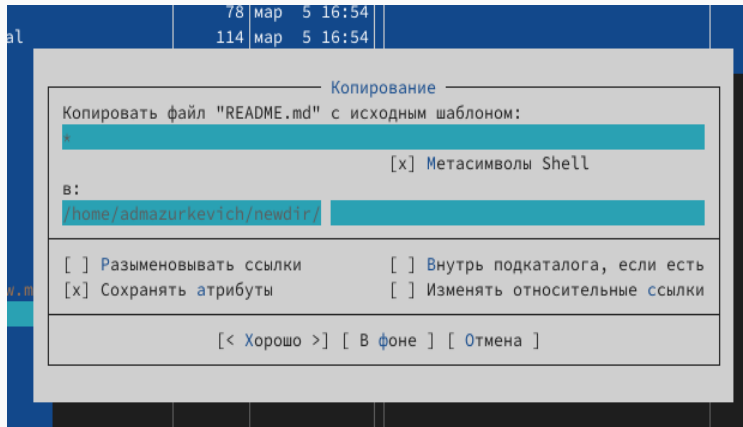 78 мар 5 16:54
al 114 мар 5 16:54
Копирование
Копировать файл "README.md" с исходным шаблоном:
*
[x] Метасимволы Shell
в:
/home/admazurkevich/newdir/
[ ] Разыменовывать ссылки [ ] Внутрь подкаталога, если есть
w.m [x] Сохранять атрибуты [ ] Изменять относительные ссылки
[< Хорошо >] [ В фоне ] [ Отмена ]